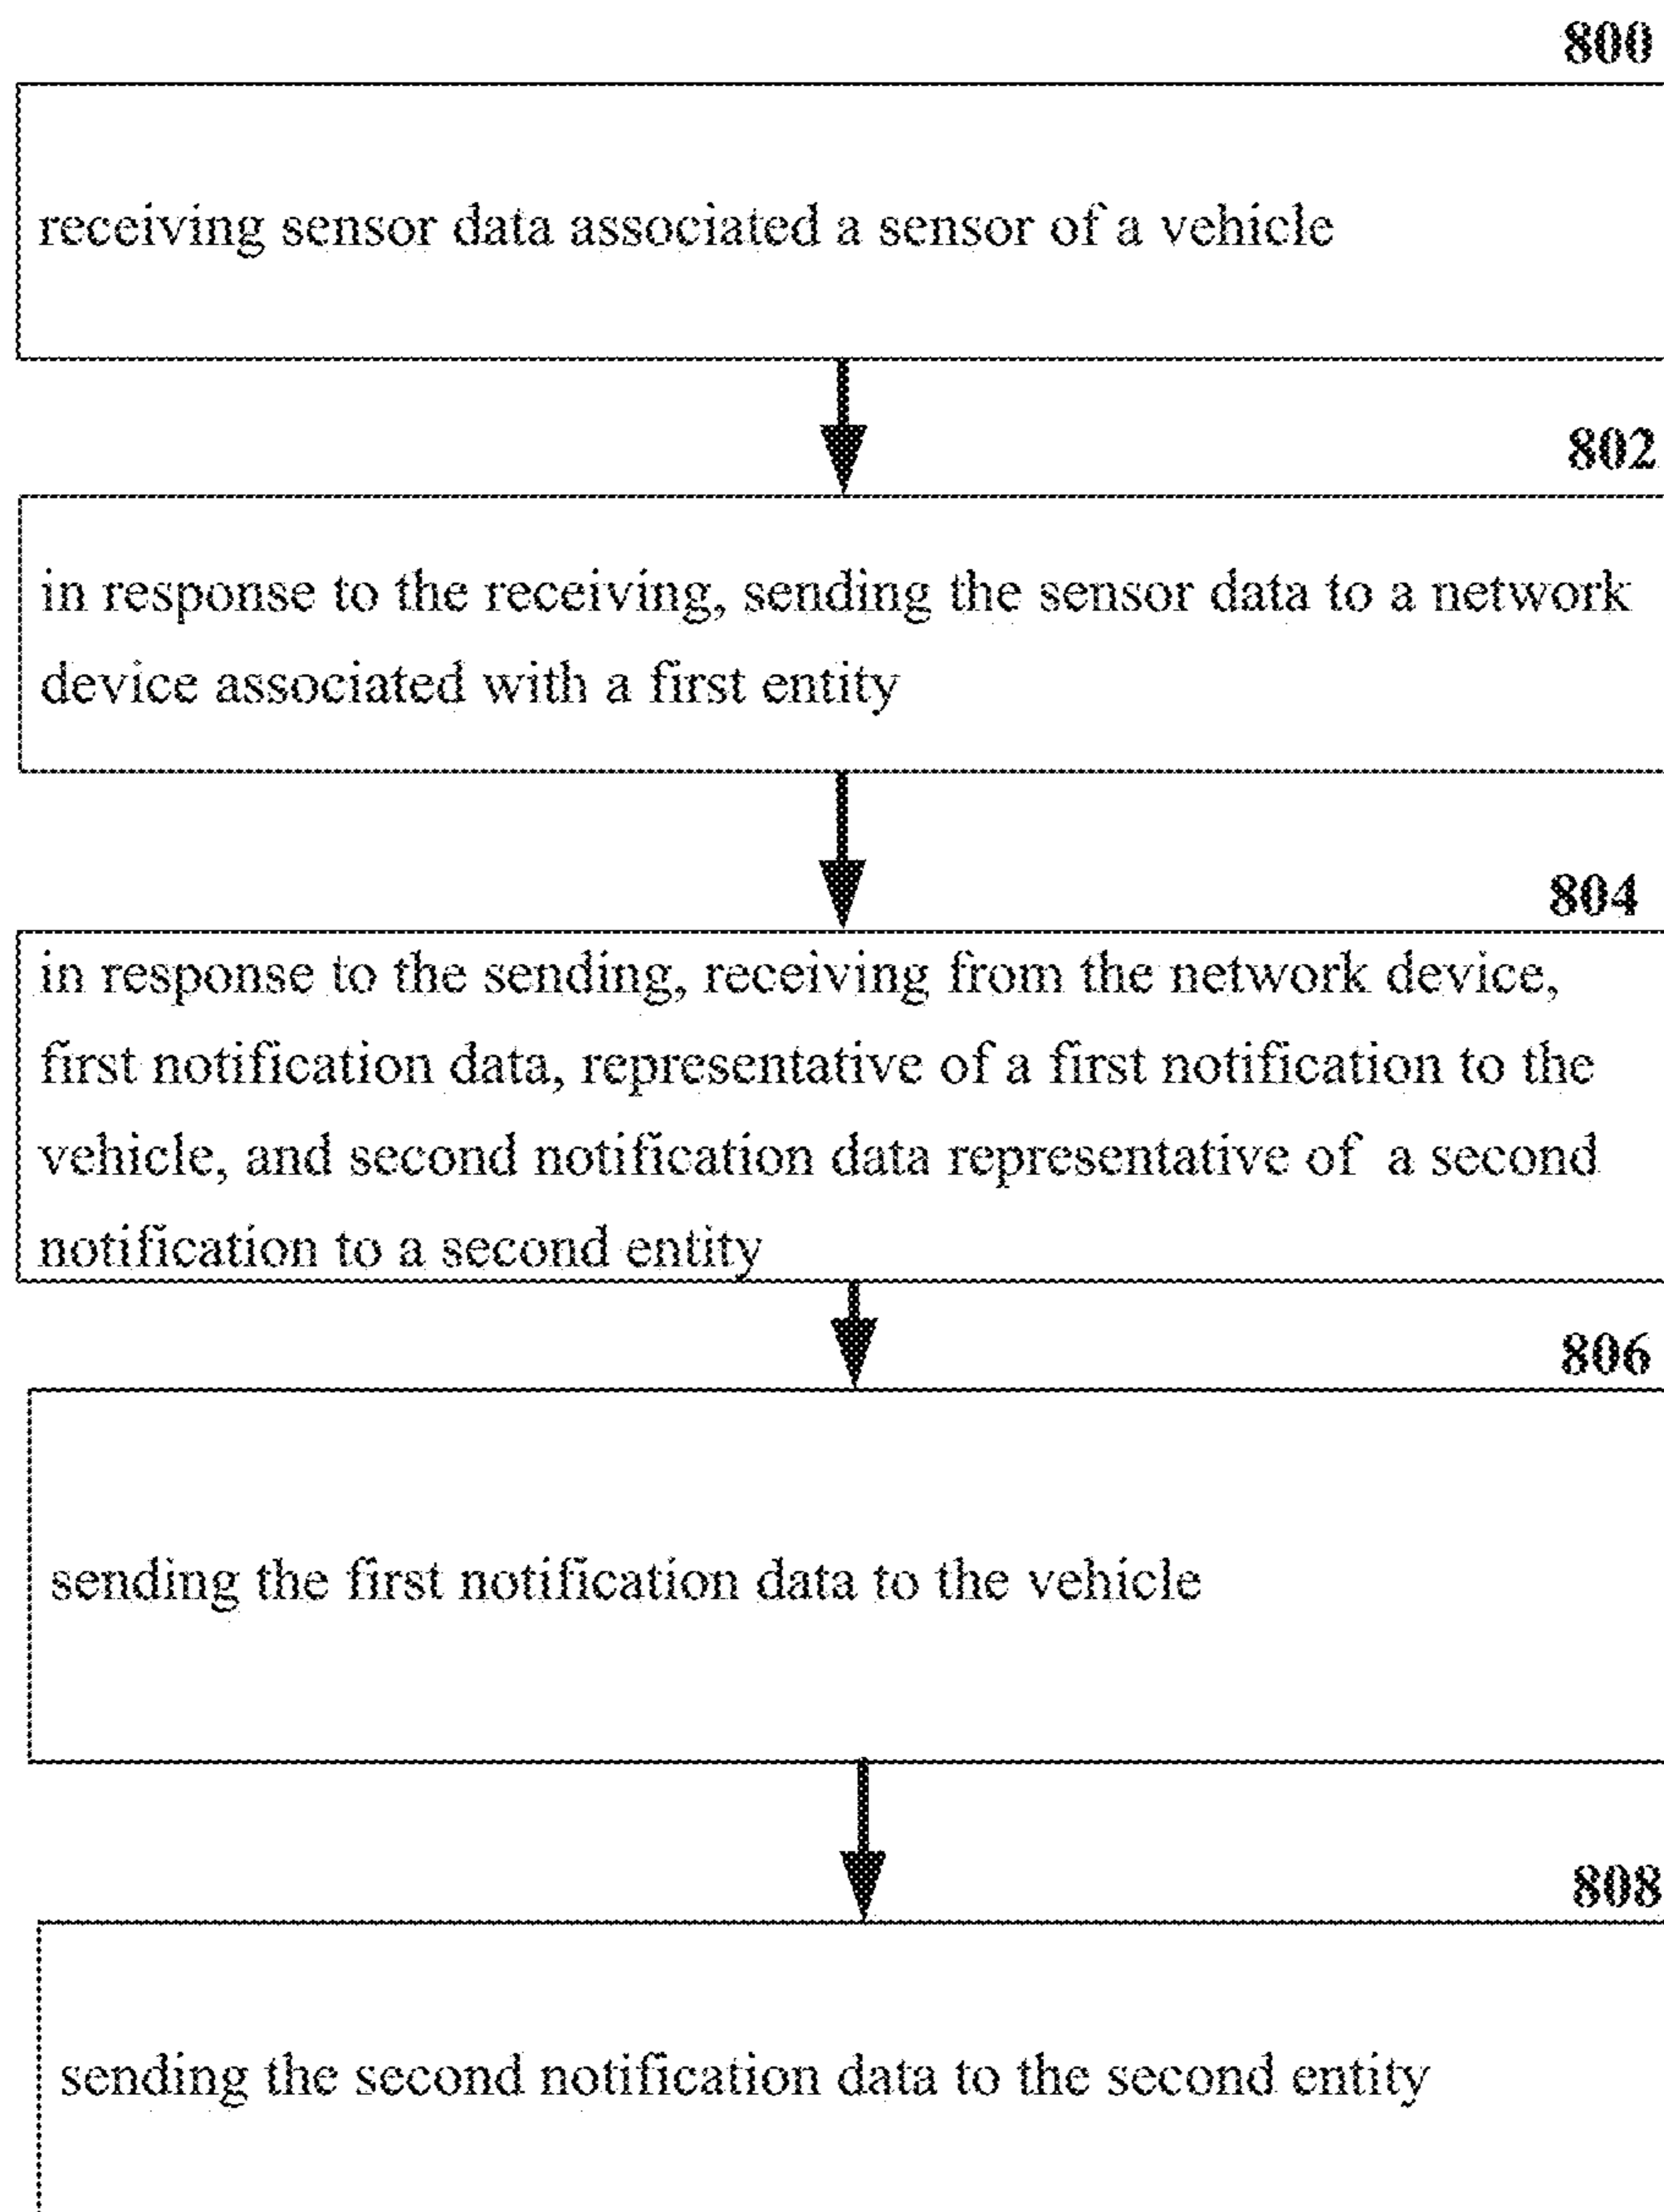 800
receiving sensor data associated a sensor of a vehicle
802
in response to the receiving, sending the sensor data to a network
device associated with a first entity
804
in response to the sending, receiving from the network device,
first notification data, representative of a first notification to the
vehicle, and second notification data representative of a second
notification to a second entity
806
sending the first notification data to the vehicle
808
sending the second notification data to the second entity